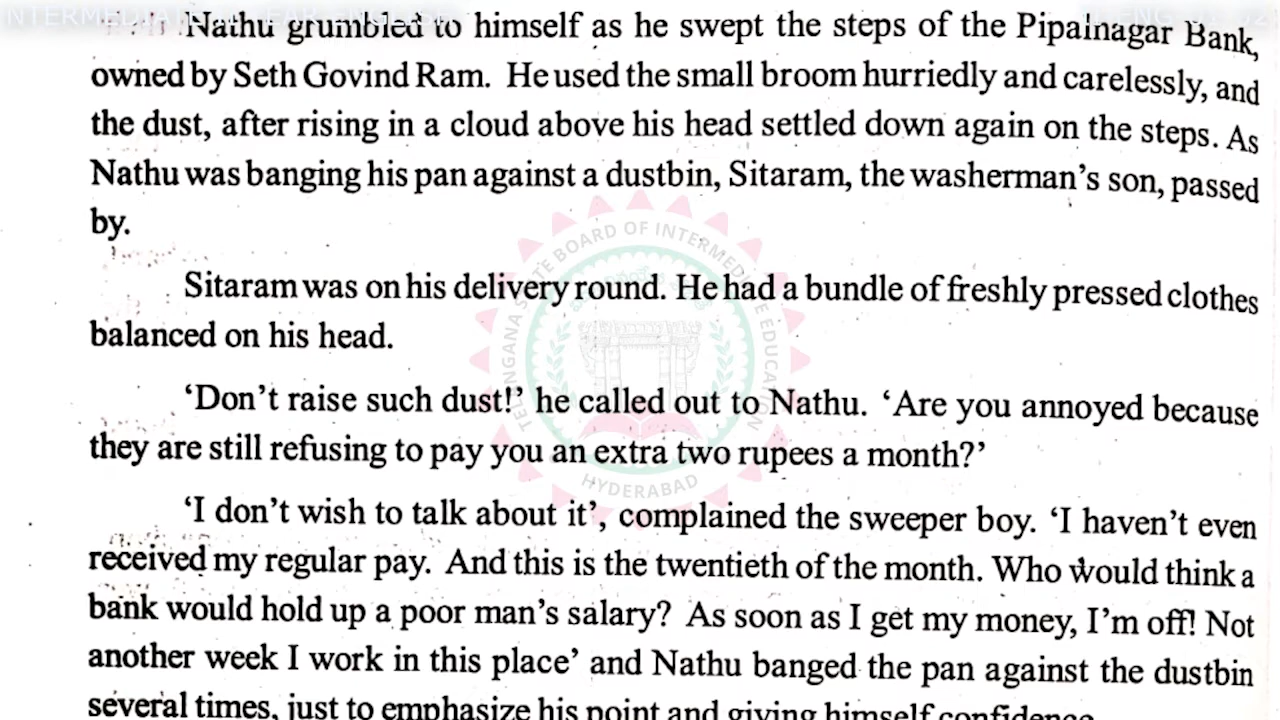 INTERMEDIATE
Nathu grumbled to himself as he swept the steps of the Pipalnagar Bank,
owned by Seth Govind Ram. He used the small broom hurriedly and carelessly, and
the dust, after rising in a cloud above his head settled down again on the steps. As
Nathu was banging his pan against a dustbin, Sitaram, the washerman's son, passed
by.
Sitaram was on his delivery round. He had a bundle of freshly pressed clothes
balanced on his head.
'Don't raise such dust!' he called out to Nathu. 'Are you annoyed because
they are still refusing to pay you an extra two rupees a month?'
'I don't wish to talk about it', complained the sweeper boy. 'I haven't even
received my regular pay. And this is the twentieth of the month. Who would think a
bank would hold up a poor man's salary? As soon as I get my money, I'm off! Not
another week I work in this place' and Nathu banged the pan against the dustbin
several times, just to emphasize his point and giving himself confidence.
TELENGANA STATE BOARD OF INTERMEDIATE EDUCATION
HYDERABAD